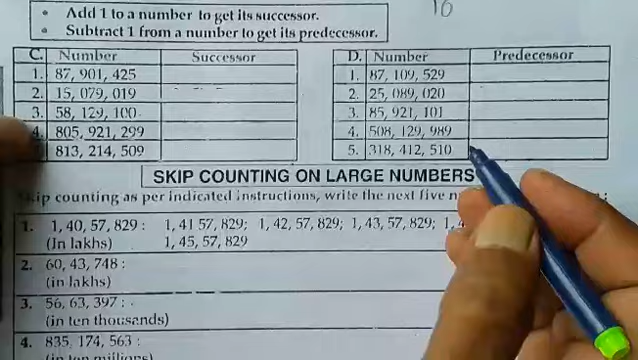 16
• Add 1 to a number to get its successor.
• Subtract 1 from a number to get its predecessor.
C. Number Successor
1. 87, 901, 425
2. 15, 079, 019
3. 58, 129, 100
4. 805, 921, 299
813, 214, 509
D. Number Predecessor
1. 87, 109, 529
2. 25, 089, 020
3. 85, 921, 101
4. 508, 129, 989
5. 318, 412, 510
SKIP COUNTING ON LARGE NUMBERS
Skip counting as per indicated instructions, write the next five
1. 1, 40, 57, 829 : 1, 41 57, 829; 1, 42, 57, 829; 1, 43, 57, 829; 1, 4
(In lakhs) 1, 45, 57, 829
2. 60, 43, 748 :
(in lakhs)
3. 56, 63, 397 :
(in ten thousands)
4. 835, 174, 563 :
(in ten millions)